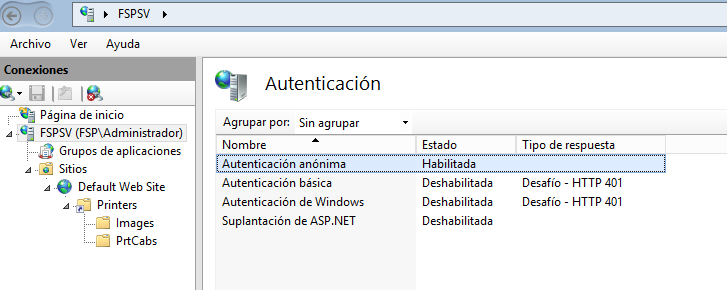 FSPSV
Archivo Ver Ayuda
Conexiones
Página de inicio
FSPSV (FSP\Administrador)
Grupos de aplicaciones
Sitios
Default Web Site
Printers
Images
PrtCabs
Autenticación
Agrupar por: Sin agrupar
Nombre Estado Tipo de respuesta
Autenticación anónima Habilitada
Autenticación básica Deshabilitada Desafío - HTTP 401
Autenticación de Windows Deshabilitada Desafío - HTTP 401
Suplantación de ASP.NET Deshabilitada